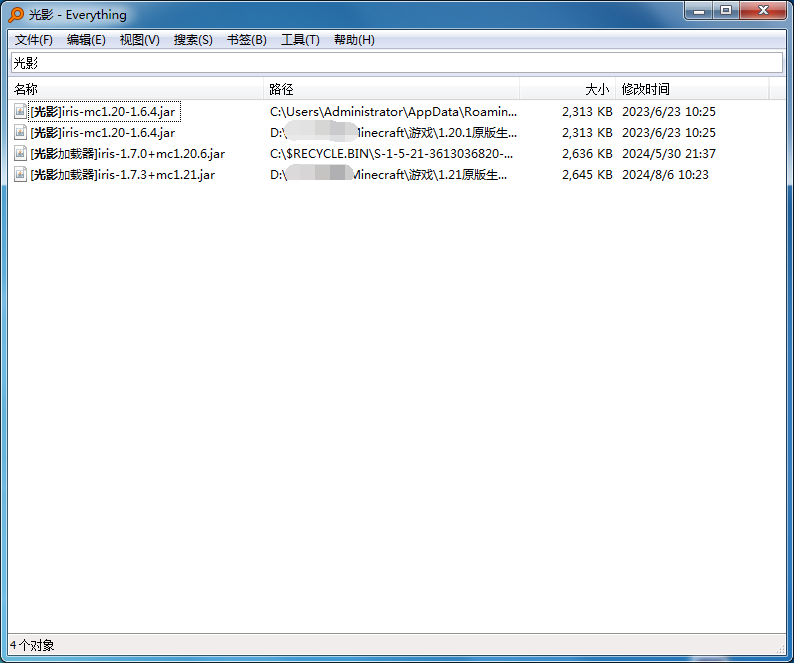 光影 - Everything
文件(F) 编辑(E) 视图(V) 搜索(S) 书签(B) 工具(T) 帮助(H)
光影
名称 路径 大小 修改时间
[光影]iris-mc1.20-1.6.4.jar C:\Users\Administrator\AppData\Roamin... 2,313 KB 2023/6/23 10:25
[光影]iris-mc1.20-1.6.4.jar D:\ Minecraft\游戏\1.20.1原版生... 2,313 KB 2023/6/23 10:25
[光影加载器]iris-1.7.0+mc1.20.6.jar C:\$RECYCLE.BIN\S-1-5-21-3613036820-... 2,636 KB 2024/5/30 21:37
[光影加载器]iris-1.7.3+mc1.21.jar D:\ Minecraft\游戏\1.21原版生... 2,645 KB 2024/8/6 10:23
4 个对象